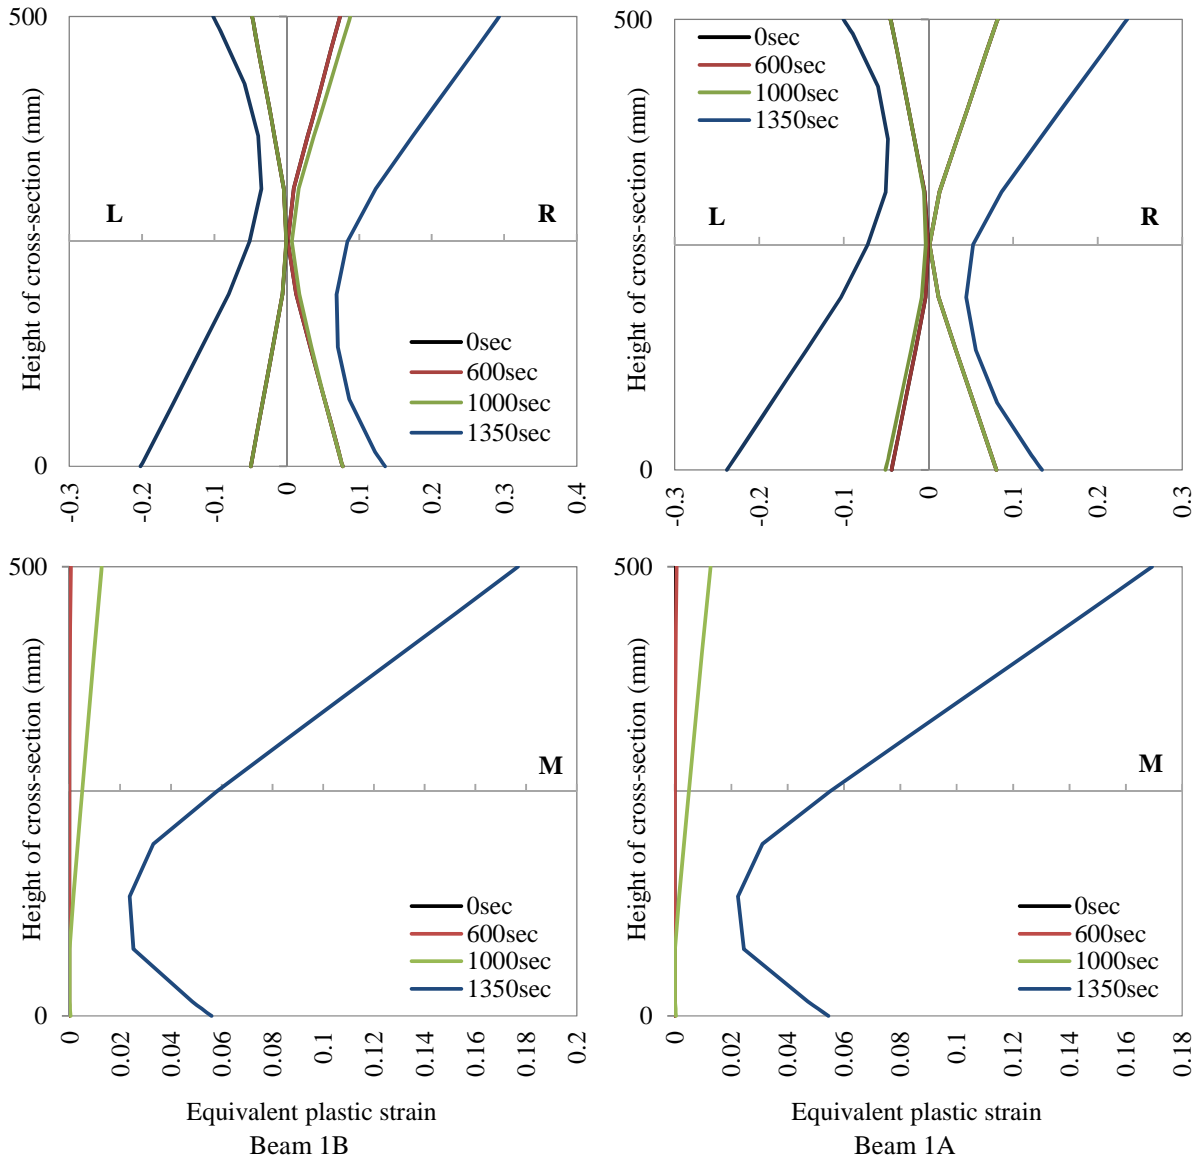 500
Height of cross-section (mm)
0
L
R
0sec
600sec
1000sec
1350sec
-0.3
-0.2
-0.1
0
0.1
0.2
0.3
0.4
500
Height of cross-section (mm)
0
0sec
600sec
1000sec
1350sec
L
R
-0.3
-0.2
-0.1
0
0.1
0.2
0.3
500
Height of cross-section (mm)
0
M
0sec
600sec
1000sec
1350sec
0
0.02
0.04
0.06
0.08
0.1
0.12
0.14
0.16
0.18
0.2
Equivalent plastic strain
Beam 1B
500
Height of cross-section (mm)
0
M
0sec
600sec
1000sec
1350sec
0
0.02
0.04
0.06
0.08
0.1
0.12
0.14
0.16
0.18
Equivalent plastic strain
Beam 1A